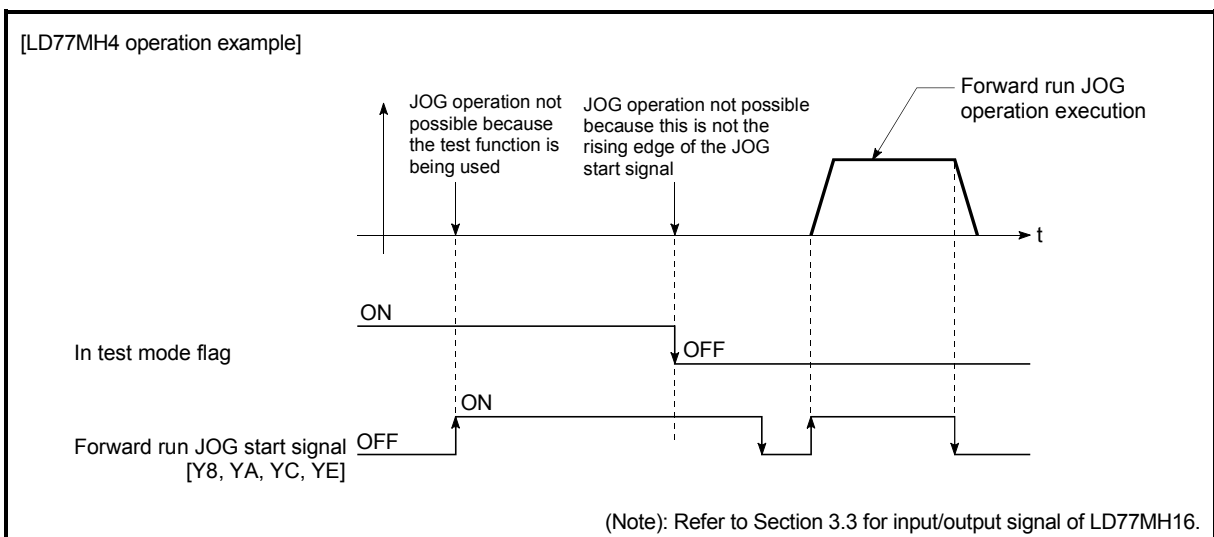 [LD77MH4 operation example]
JOG operation not
possible because
the test function is
being used
JOG operation not possible
because this is not the
rising edge of the JOG
start signal
Forward run JOG
operation execution
t
ON
In test mode flag
OFF
ON
Forward run JOG start signal
[Y8, YA, YC, YE]
OFF
(Note): Refer to Section 3.3 for input/output signal of LD77MH16.